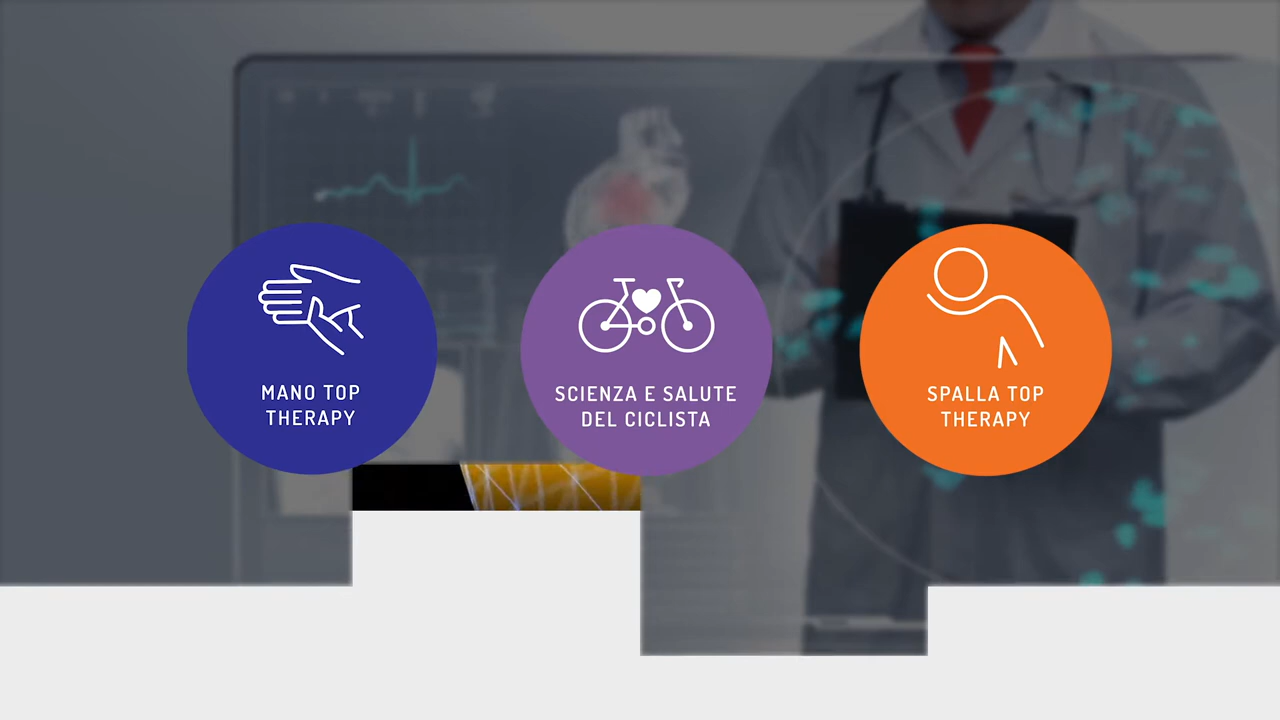 MANO TOP
THERAPY
SCIENZA E SALUTE
DEL CICLISTA
SPALLA TOP
THERAPY